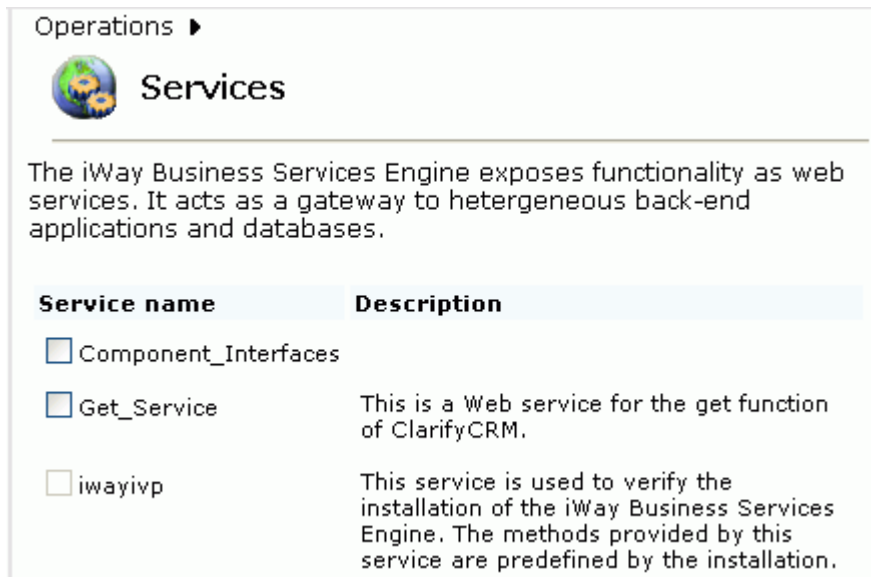 Operations ▶
Services
The iWay Business Services Engine exposes functionality as web
services. It acts as a gateway to hetergeneous back-end
applications and databases.
Service name Description
Component_Interfaces
Get_Service This is a Web service for the get function
of ClarifyCRM.
iwayivp This service is used to verify the
installation of the iWay Business Services
Engine. The methods provided by this
service are predefined by the installation.